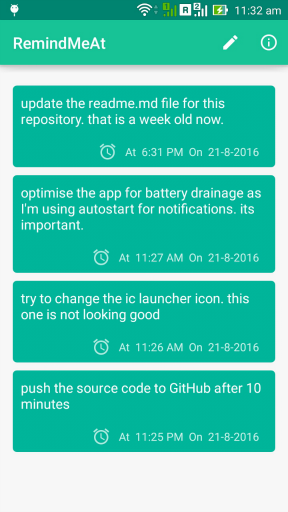 R 2 11:32 am
RemindMeAt
update the readme.md file for this
repository. that is a week old now.
At 6:31 PM On 21-8-2016
optimise the app for battery drainage as
I'm using autostart for notifications. its
important.
At 11:27 AM On 21-8-2016
try to change the ic launcher icon. this
one is not looking good
At 11:26 AM On 21-8-2016
push the source code to GitHub after 10
minutes
At 11:25 PM On 21-8-2016